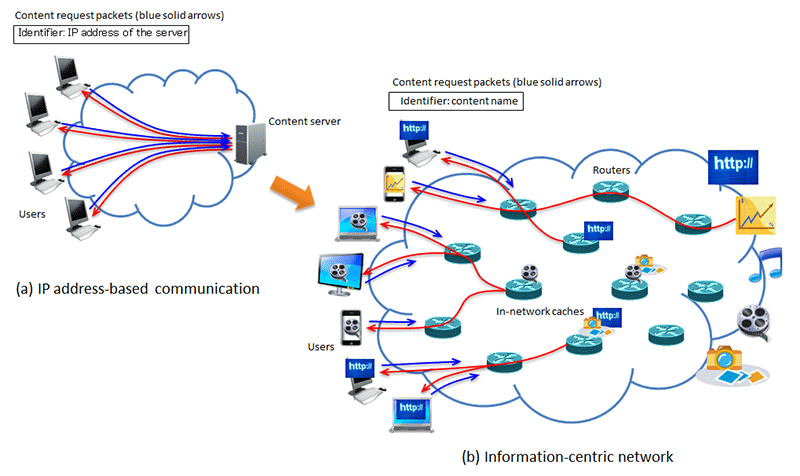 Content request packets (blue solid arrows)
Identifier: IP address of the server
Content server
Users
(a) IP address-based communication
Content request packets (blue solid arrows)
Identifier: content name
http://
Routers
http://
http://
In-network caches
http://
Users
http://
http://
(b) Information-centric network